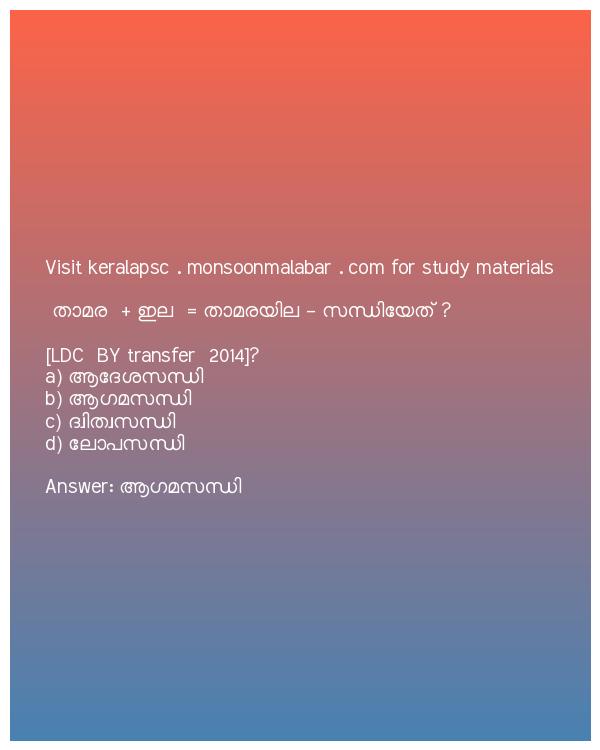 Visit keralapsc . monsoonmalabar . com for study materials
താമര + ഇല = താമരയില – സന്ധിയേത് ?
[LDC BY transfer 2014]?
a) ആദേശസന്ധി
b) ആഗമസന്ധി
c) ദ്വിത്വസന്ധി
d) ലോപസന്ധി
Answer: ആഗമസന്ധി